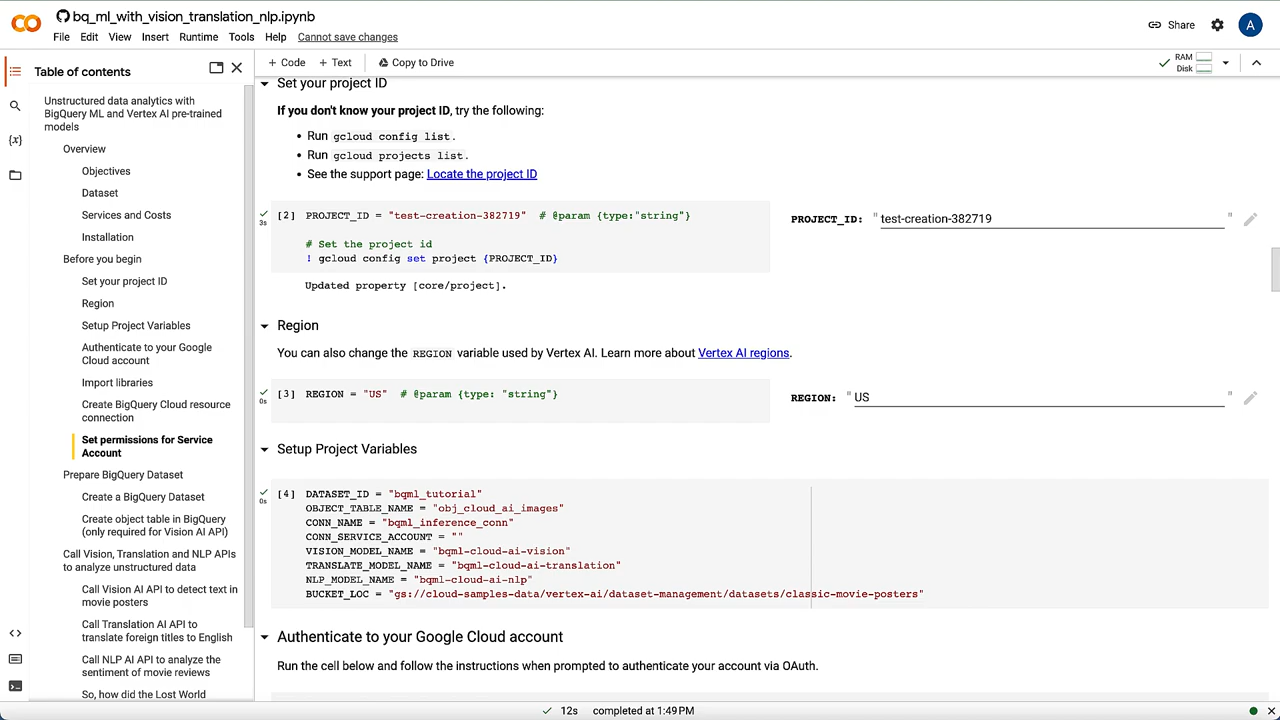 bq_ml_with_vision_translation_nlp.ipynb
File Edit View Insert Runtime Tools Help Cannot save changes
Share
A
Table of contents
+ Code + Text Copy to Drive
RAM
Disk
Unstructured data analytics with
BigQuery ML and Vertex AI pre-trained
models
Overview
Objectives
Dataset
Services and Costs
Installation
Before you begin
Set your project ID
Region
Setup Project Variables
Authenticate to your Google
Cloud account
Import libraries
Create BigQuery Cloud resource
connection
Set permissions for Service
Account
Prepare BigQuery Dataset
Create a BigQuery Dataset
Create object table in BigQuery
(only required for Vision AI API)
Call Vision, Translation and NLP APIs
to analyze unstructured data
Call Vision AI API to detect text in
movie posters
Call Translation AI API to
translate foreign titles to English
Call NLP AI API to analyze the
sentiment of movie reviews
So, how did the Lost World
Set your project ID
If you don't know your project ID, try the following:
• Run gcloud config list.
• Run gcloud projects list.
• See the support page: Locate the project ID
3s
[2] PROJECT_ID = "test-creation-382719" # @param {type:"string"}
# Set the project id
! gcloud config set project {PROJECT_ID}
Updated property [core/project].
PROJECT_ID: "test-creation-382719"
Region
You can also change the REGION variable used by Vertex AI. Learn more about Vertex AI regions.
0s
[3] REGION = "US" # @param {type: "string"}
REGION: "US"
Setup Project Variables
0s
[4] DATASET_ID = "bqml_tutorial"
OBJECT_TABLE_NAME = "obj_cloud_ai_images"
CONN_NAME = "bqml_inference_conn"
CONN_SERVICE_ACCOUNT = ""
VISION_MODEL_NAME = "bqml-cloud-ai-vision"
TRANSLATE_MODEL_NAME = "bqml-cloud-ai-translation"
NLP_MODEL_NAME = "bqml-cloud-ai-nlp"
BUCKET_LOC = "gs://cloud-samples-data/vertex-ai/dataset-management/datasets/classic-movie-posters"
Authenticate to your Google Cloud account
Run the cell below and follow the instructions when prompted to authenticate your account via OAuth.
12s completed at 1:49 PM